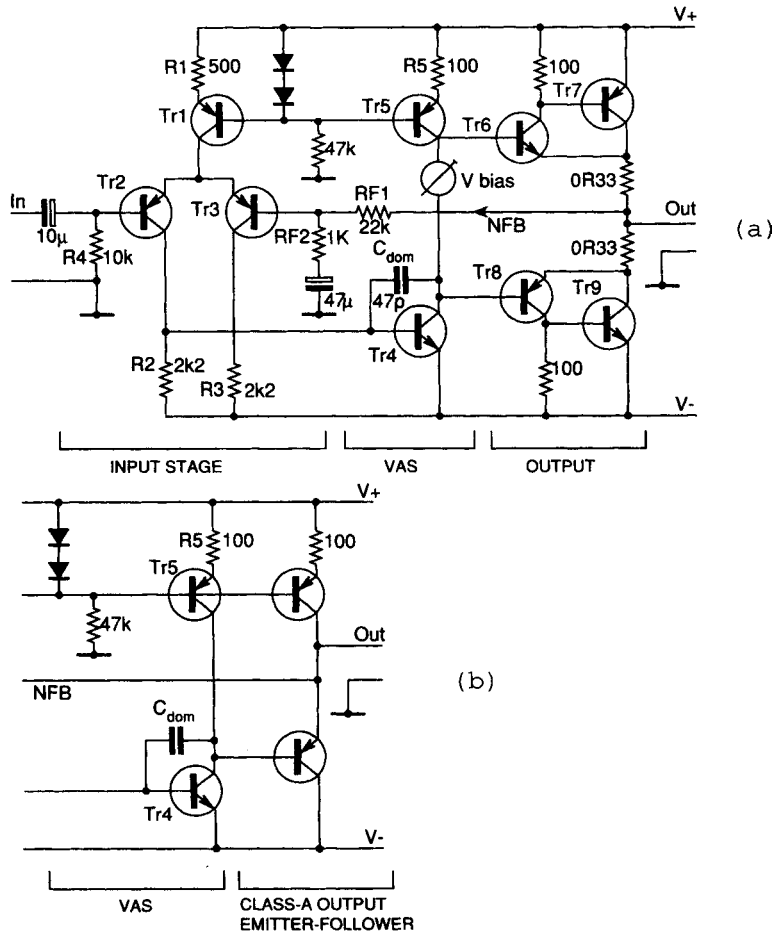 V+
R1 500
R5 100
100
Tr7
Tr1
Tr5
Tr6
47k
V bias
0R33
In
Tr2
Tr3
RF1
22k
NFB
Out
(a)
10μ
R4 10k
RF2 1K
47μ
Cdom
47p
0R33
Tr8
Tr9
Tr4
R2 2k2
R3 2k2
100
V-
INPUT STAGE
VAS
OUTPUT
V+
R5 100
100
Tr5
47k
Out
NFB
(b)
Cdom
Tr4
V-
VAS
CLASS-A OUTPUT
EMITTER-FOLLOWER